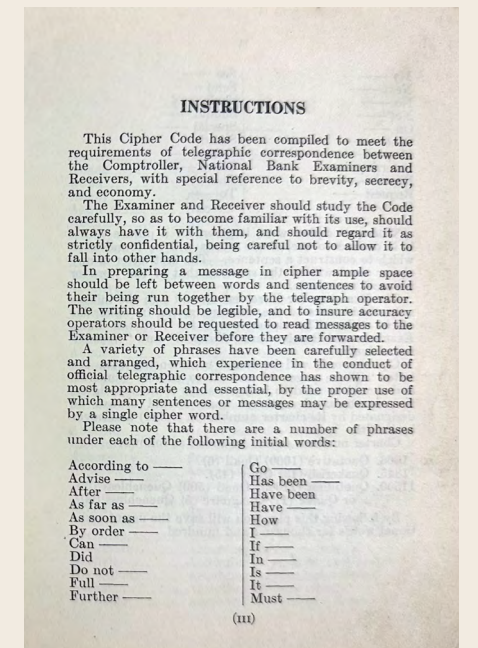 INSTRUCTIONS
This Cipher Code has been compiled to meet the
requirements of telegraphic correspondence between
the Comptroller, National Bank Examiners and
Receivers, with special reference to brevity, secrecy,
and economy.
The Examiner and Receiver should study the Code
carefully, so as to become familiar with its use, should
always have it with them, and should regard it as
strictly confidential, being careful not to allow it to
fall into other hands.
In preparing a message in cipher ample space
should be left between words and sentences to avoid
their being run together by the telegraph operator.
The writing should be legible, and to insure accuracy
operators should be requested to read messages to the
Examiner or Receiver before they are forwarded.
A variety of phrases have been carefully selected
and arranged, which experience in the conduct of
official telegraphic correspondence has shown to be
most appropriate and essential, by the proper use of
which many sentences or messages may be expressed
by a single cipher word.
Please note that there are a number of phrases
under each of the following initial words:
According to ——
Advise ——
After ——
As far as ——
As soon as ——
By order ——
Can ——
Did
Do not ——
Full ——
Further ——
Go ——
Has been ——
Have been
Have ——
How
I ——
If ——
In ——
Is ——
It ——
Must ——
(III)